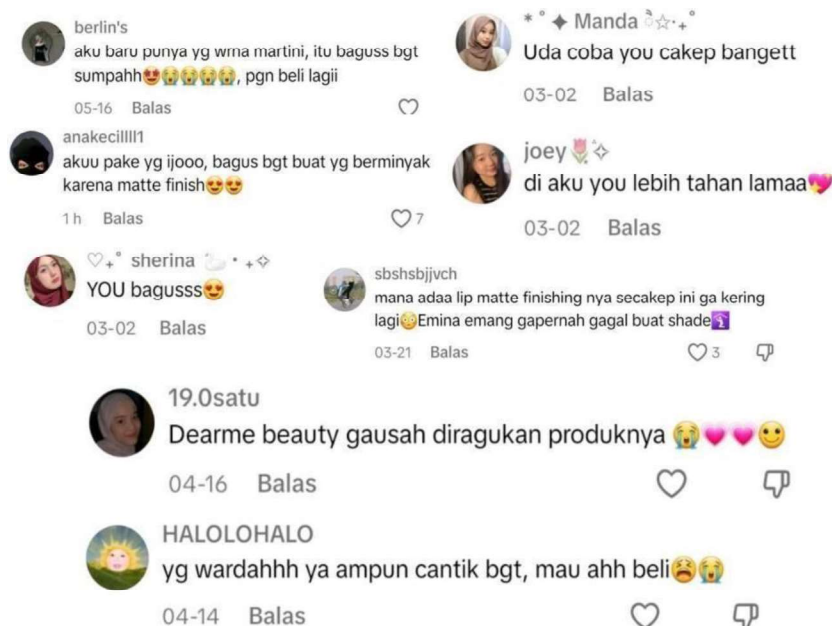 berlin's
aku baru punya yg wrna martini, itu baguss bgt
sumpahh😍😭😭😭😭, pgn beli lagii
05-16 Balas
anakecillll1
akuu pake yg ijooo, bagus bgt buat yg berminyak
karena matte finish😍😍
1 h Balas 7
♡₊˚ sherina 🦢・₊✧
YOU bagusss😍
03-02 Balas
*˚✦ Manda ೀ☆·₊˚
Uda coba you cakep bangett
03-02 Balas
joey🌷✧
di aku you lebih tahan lamaa💖
03-02 Balas
sbshsbjjvch
mana adaa lip matte finishing nya secakep ini ga kering
lagi😳Emina emang gapernah gagal buat shade🛐
03-21 Balas 3
19.0satu
Dearme beauty gausah diragukan produknya 😭💗💗🙂
04-16 Balas
HALOLOHALO
yg wardahhh ya ampun cantik bgt, mau ahh beli😫😭
04-14 Balas